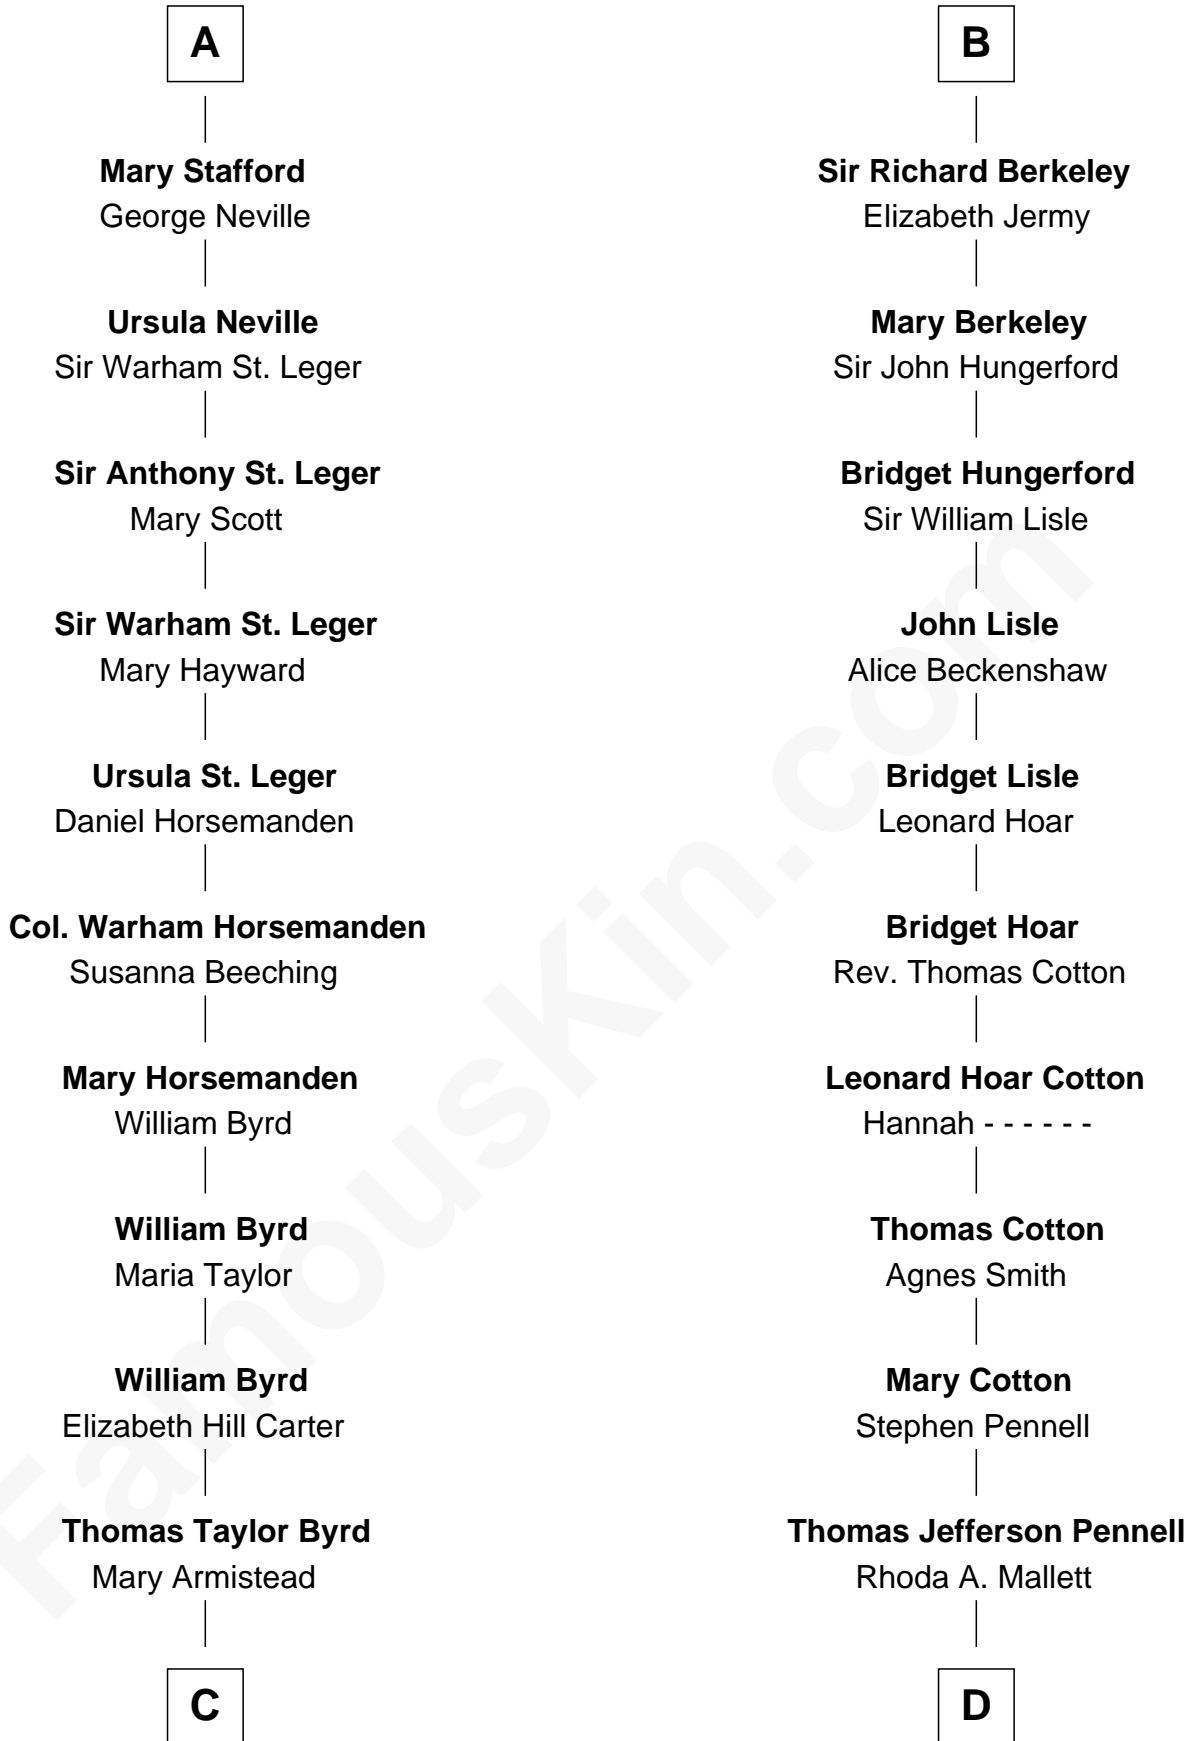 A
Mary Stafford
George Neville
Ursula Neville
Sir Warham St. Leger
Sir Anthony St. Leger
Mary Scott
Sir Warham St. Leger
Mary Hayward
Ursula St. Leger
Daniel Horsemanden
Col. Warham Horsemanden
Susanna Beeching
Mary Horsemanden
William Byrd
William Byrd
Maria Taylor
William Byrd
Elizabeth Hill Carter
Thomas Taylor Byrd
Mary Armistead
C
B
Sir Richard Berkeley
Elizabeth Jermy
Mary Berkeley
Sir John Hungerford
Bridget Hungerford
Sir William Lisle
John Lisle
Alice Beckenshaw
Bridget Lisle
Leonard Hoar
Bridget Hoar
Rev. Thomas Cotton
Leonard Hoar Cotton
Hannah - - - - - -
Thomas Cotton
Agnes Smith
Mary Cotton
Stephen Pennell
Thomas Jefferson Pennell
Rhoda A. Mallett
D
FamousKin.com